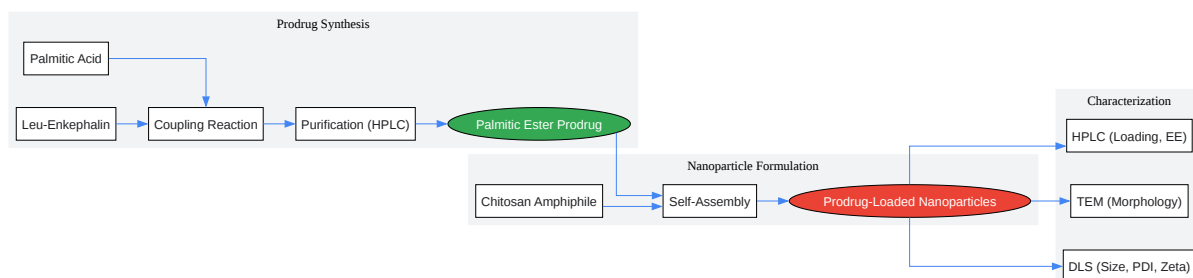 Prodrug Synthesis
Palmitic Acid
Leu-Enkephalin
Coupling Reaction
Purification (HPLC)
Palmitic Ester Prodrug
Nanoparticle Formulation
Chitosan Amphiphile
Self-Assembly
Prodrug-Loaded Nanoparticles
Characterization
HPLC (Loading, EE)
TEM (Morphology)
DLS (Size, PDI, Zeta)